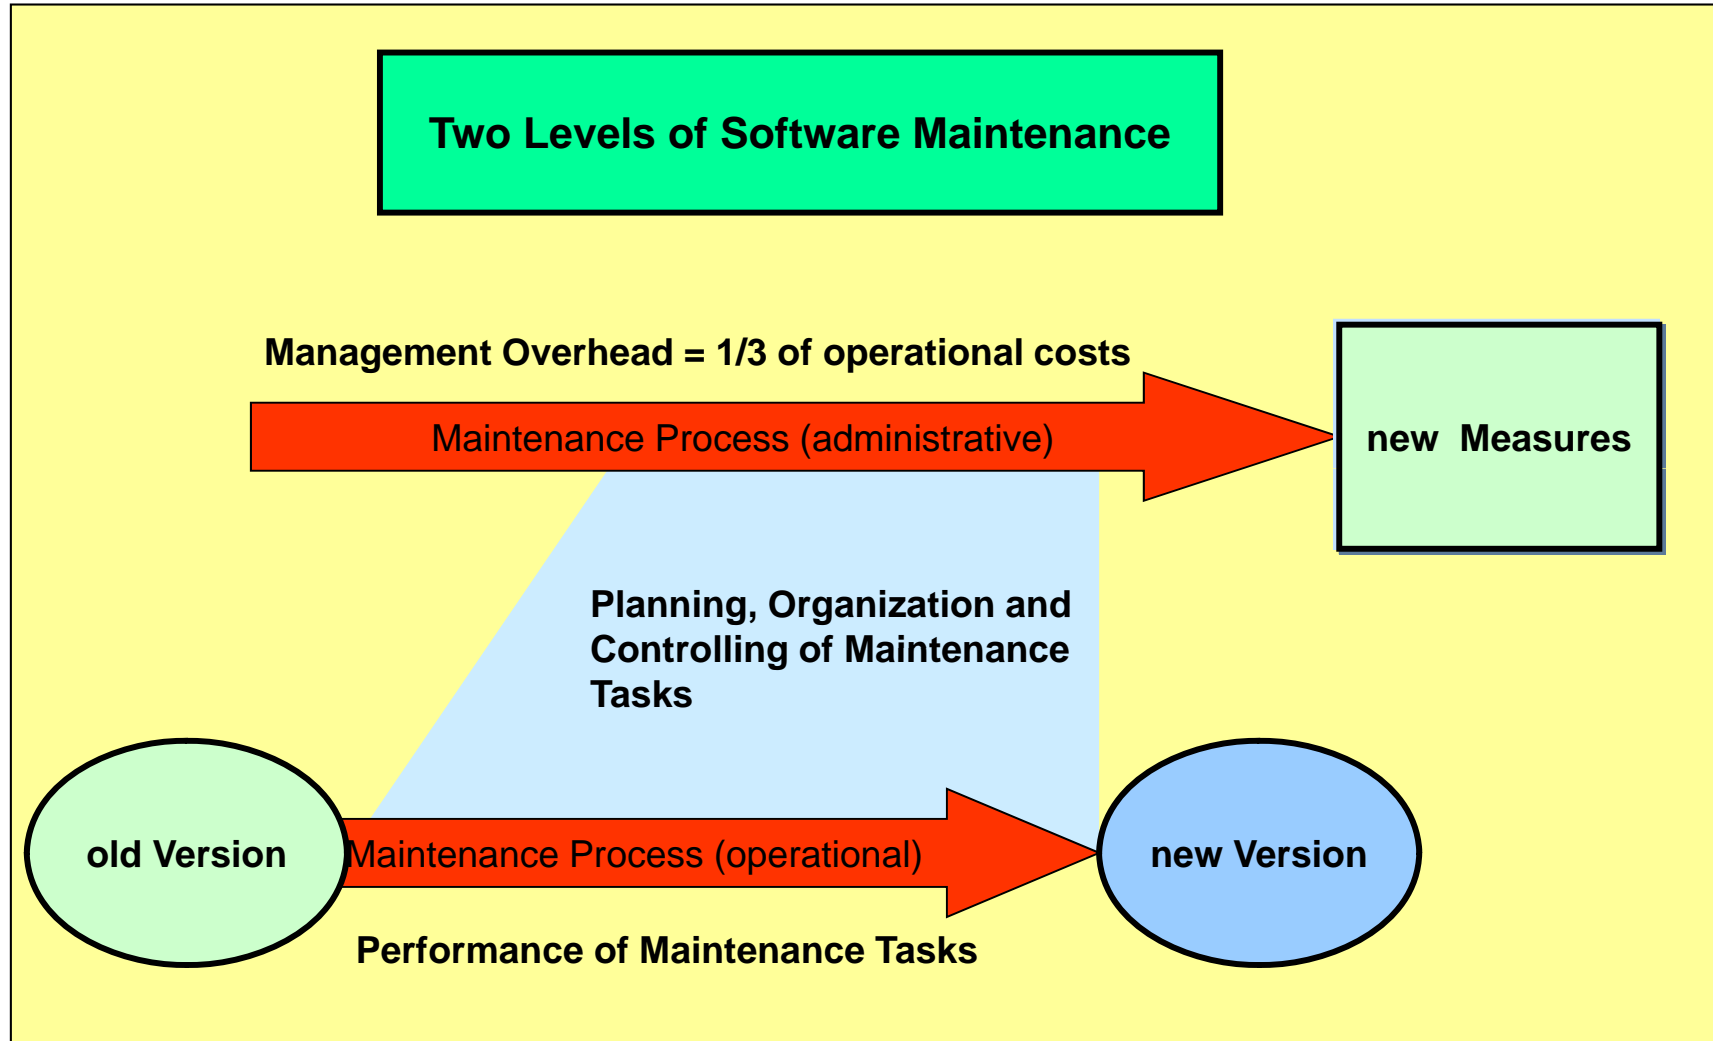 Two Levels of Software Maintenance
Management Overhead = 1/3 of operational costs
Maintenance Process (administrative)
new  Measures
Planning, Organization and
Controlling of Maintenance
Tasks
old Version
Maintenance Process (operational)
new Version
Performance of Maintenance Tasks